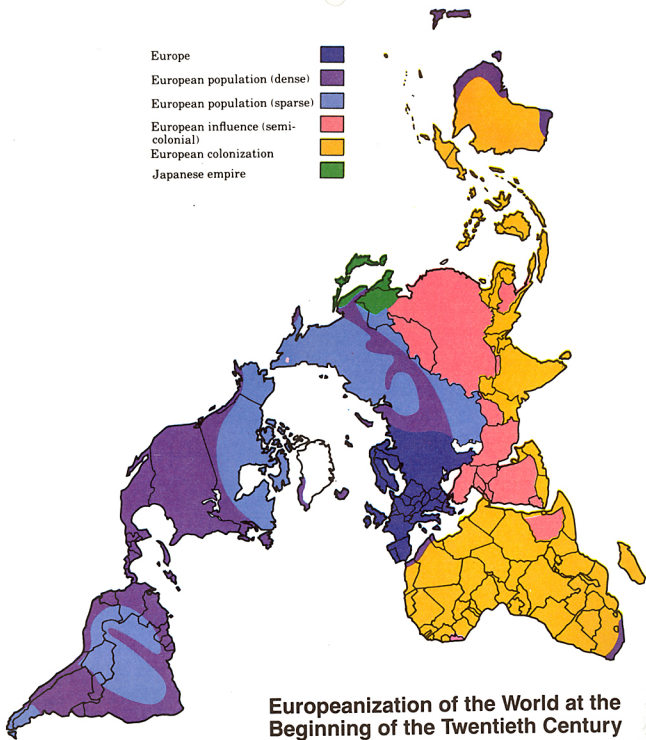 Europe
European population (dense)
European population (sparse)
European influence (semi-
colonial)
European colonization
Japanese empire
Europeanization of the World at the
Beginning of the Twentieth Century